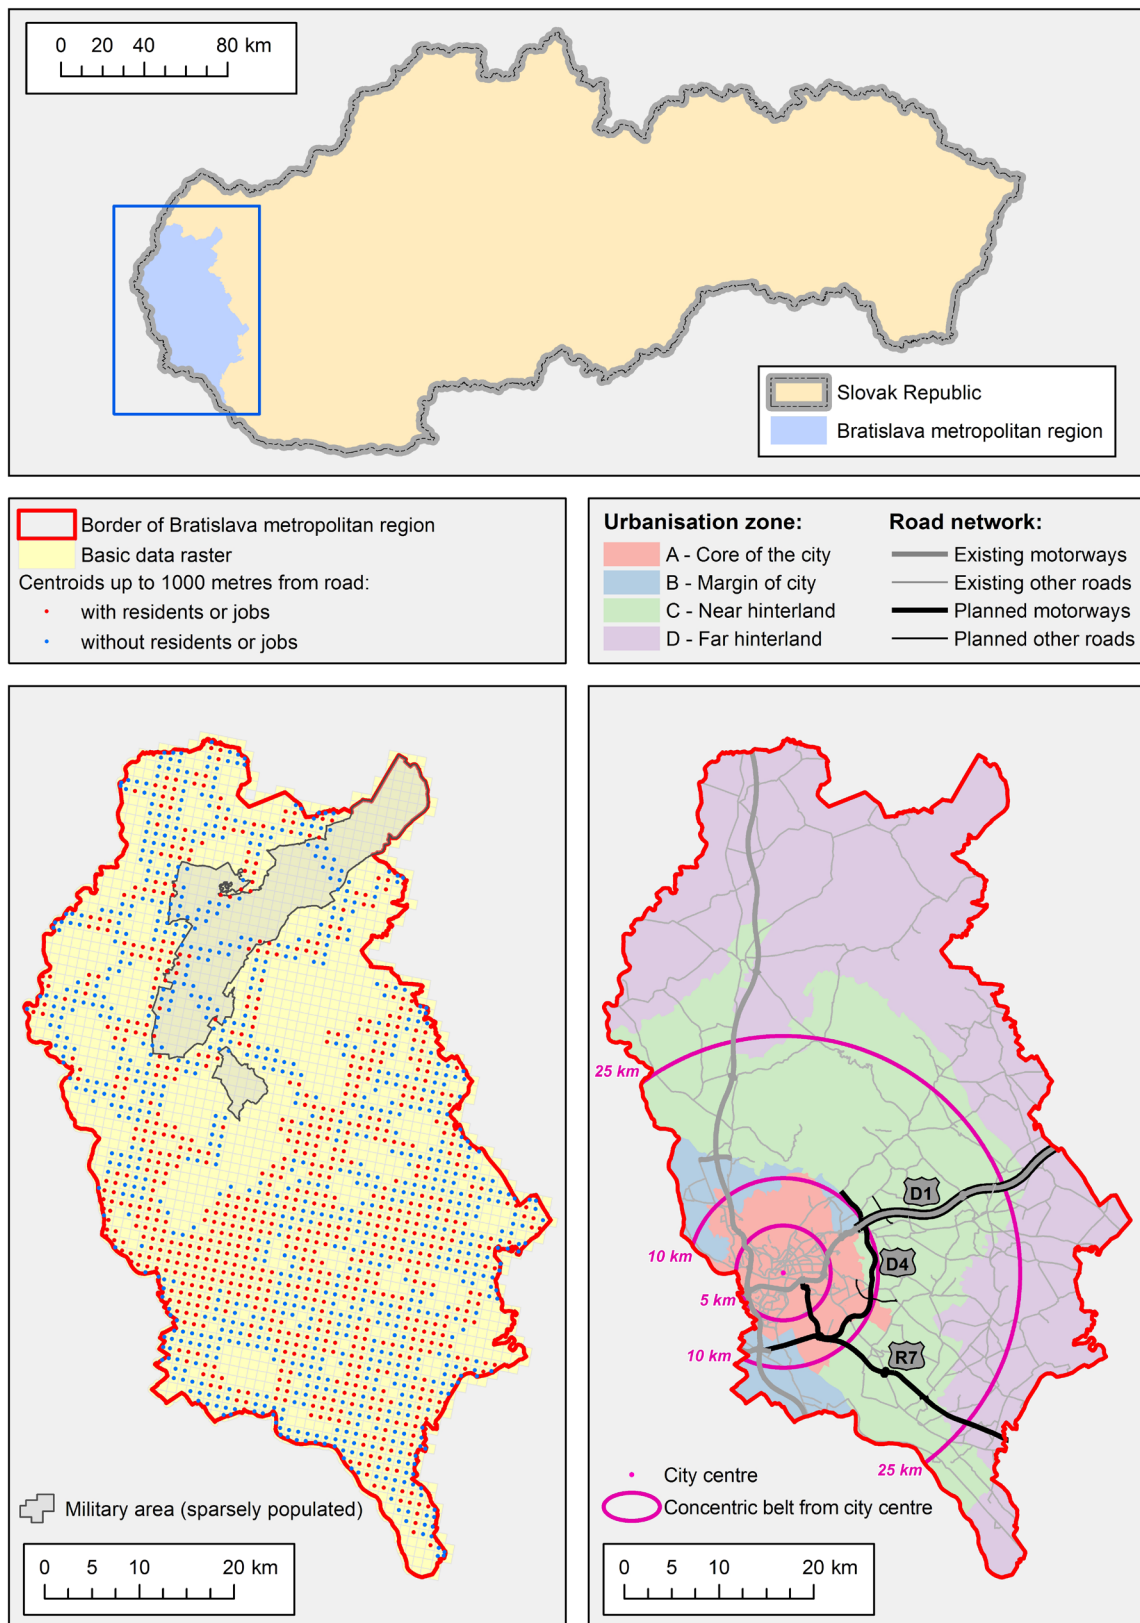 0 20 40 80 km
Slovak Republic
Bratislava metropolitan region
Border of Bratislava metropolitan region
Basic data raster
Centroids up to 1000 metres from road:
with residents or jobs
without residents or jobs
Urbanisation zone:
A - Core of the city
B - Margin of city
C - Near hinterland
D - Far hinterland
Road network:
Existing motorways
Existing other roads
Planned motorways
Planned other roads
Military area (sparsely populated)
0 5 10 20 km
25 km
D1
10 km
D4
5 km
10 km
R7
25 km
City centre
Concentric belt from city centre
0 5 10 20 km